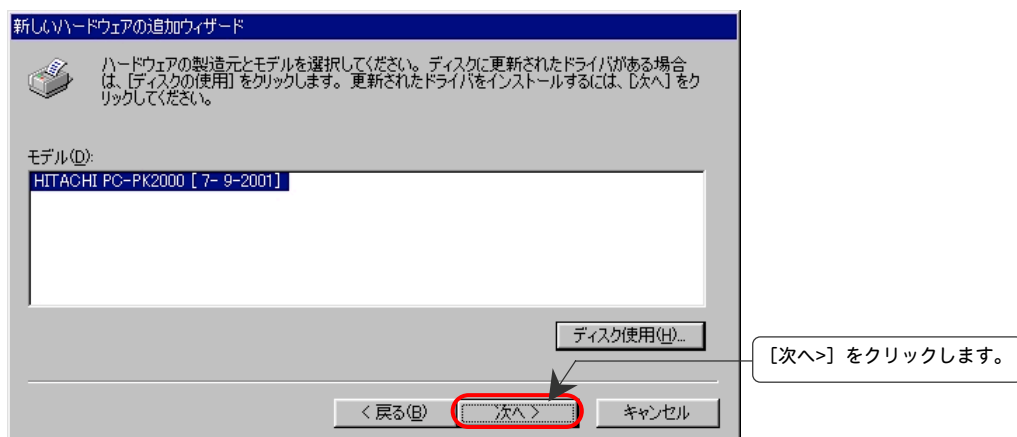 新しいハードウェアの追加ウィザード
ハードウェアの製造元とモデルを選択してください。ディスクに更新されたドライバがある場合
は、[ディスクの使用] をクリックします。更新されたドライバをインストールするには、[次へ] をク
リックしてください。
モデル(D):
HITACHI PC-PK2000 [ 7- 9-2001]
ディスク使用(H)...
[次へ>] をクリックします。
< 戻る(B)
次へ >
キャンセル